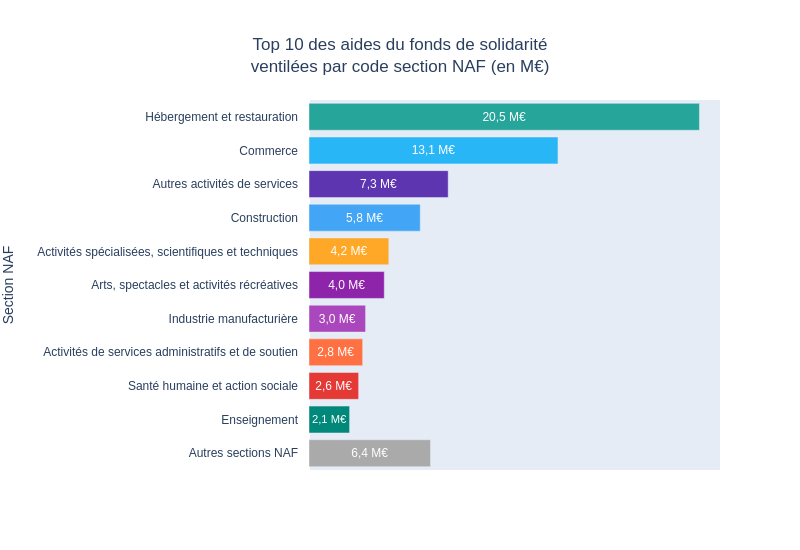 Top 10 des aides du fonds de solidarité
ventilées par code section NAF (en M€)
Section NAF
Hébergement et restauration 20,5 M€
Commerce 13,1 M€
Autres activités de services 7,3 M€
Construction 5,8 M€
Activités spécialisées, scientifiques et techniques 4,2 M€
Arts, spectacles et activités récréatives 4,0 M€
Industrie manufacturière 3,0 M€
Activités de services administratifs et de soutien 2,8 M€
Santé humaine et action sociale 2,6 M€
Enseignement 2,1 M€
Autres sections NAF 6,4 M€